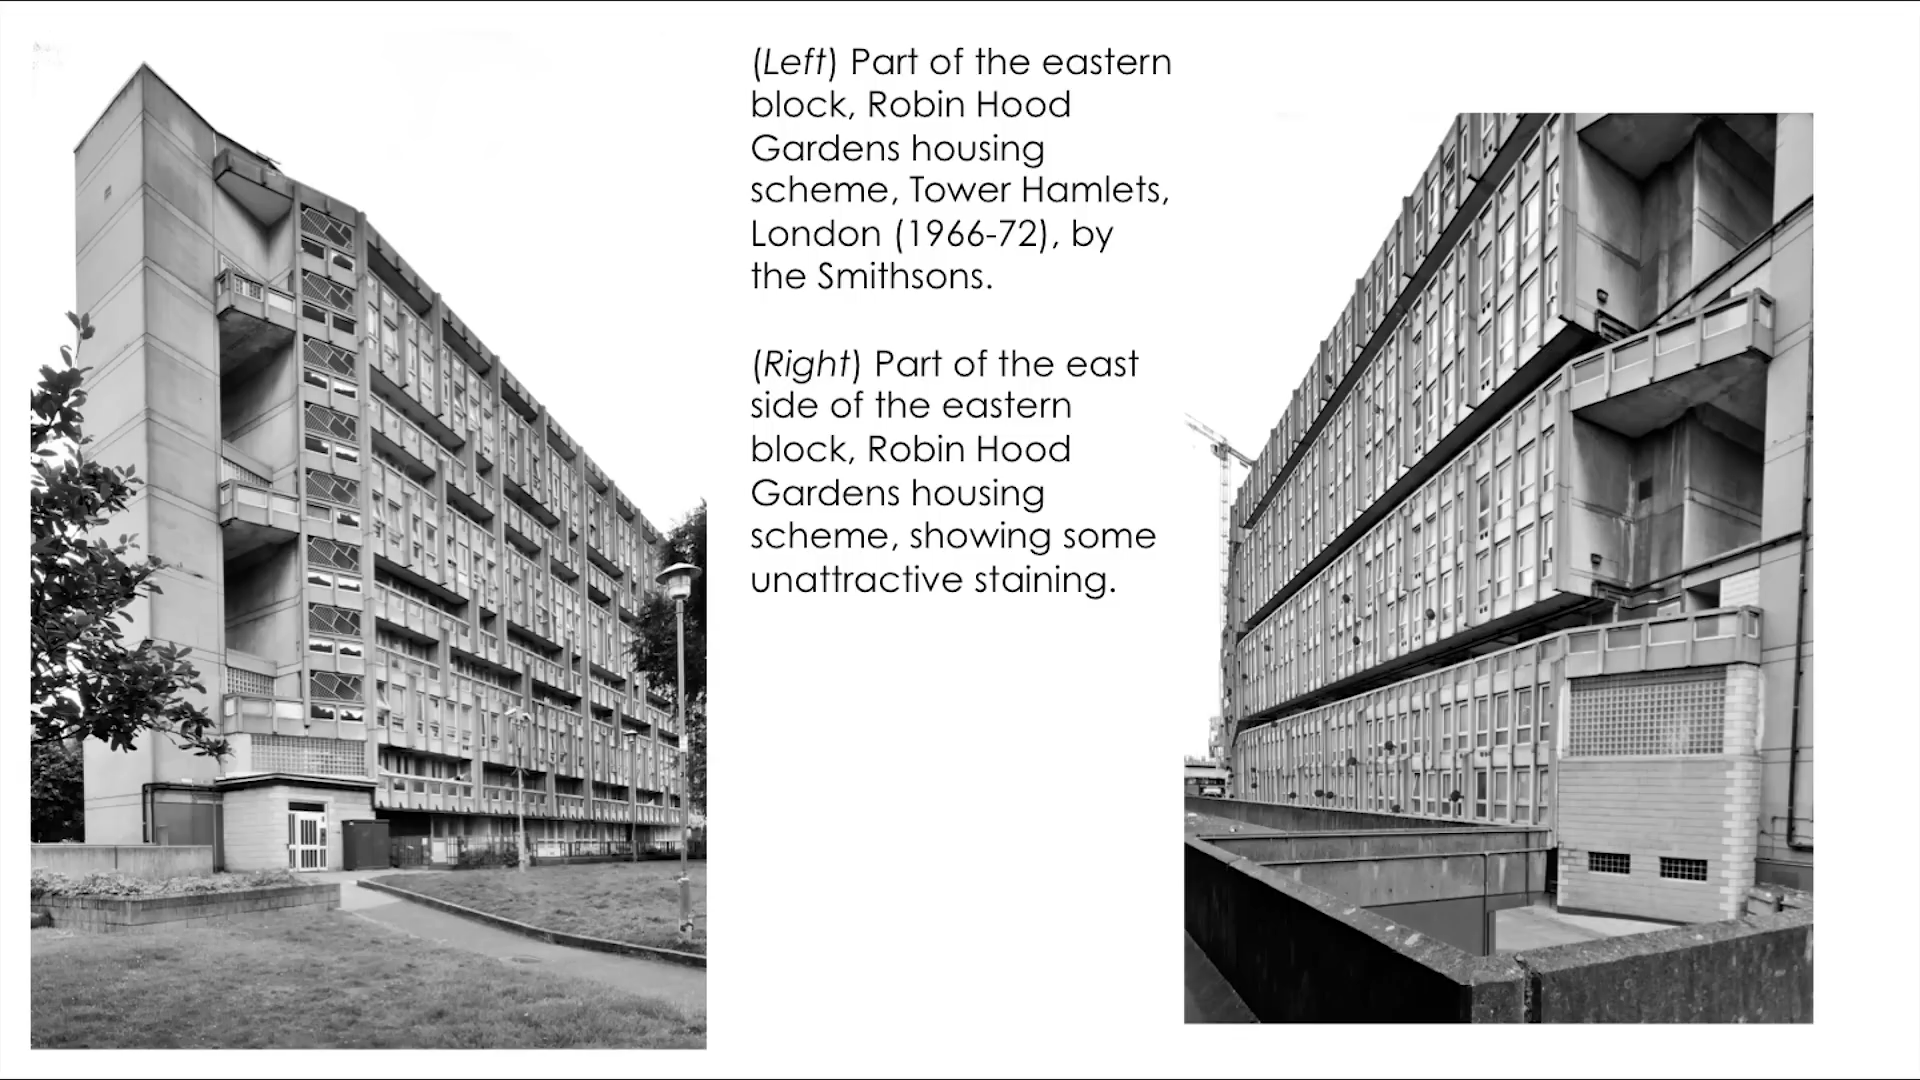 (Left) Part of the eastern
block, Robin Hood
Gardens housing
scheme, Tower Hamlets,
London (1966-72), by
the Smithsons.
(Right) Part of the east
side of the eastern
block, Robin Hood
Gardens housing
scheme, showing some
unattractive staining.